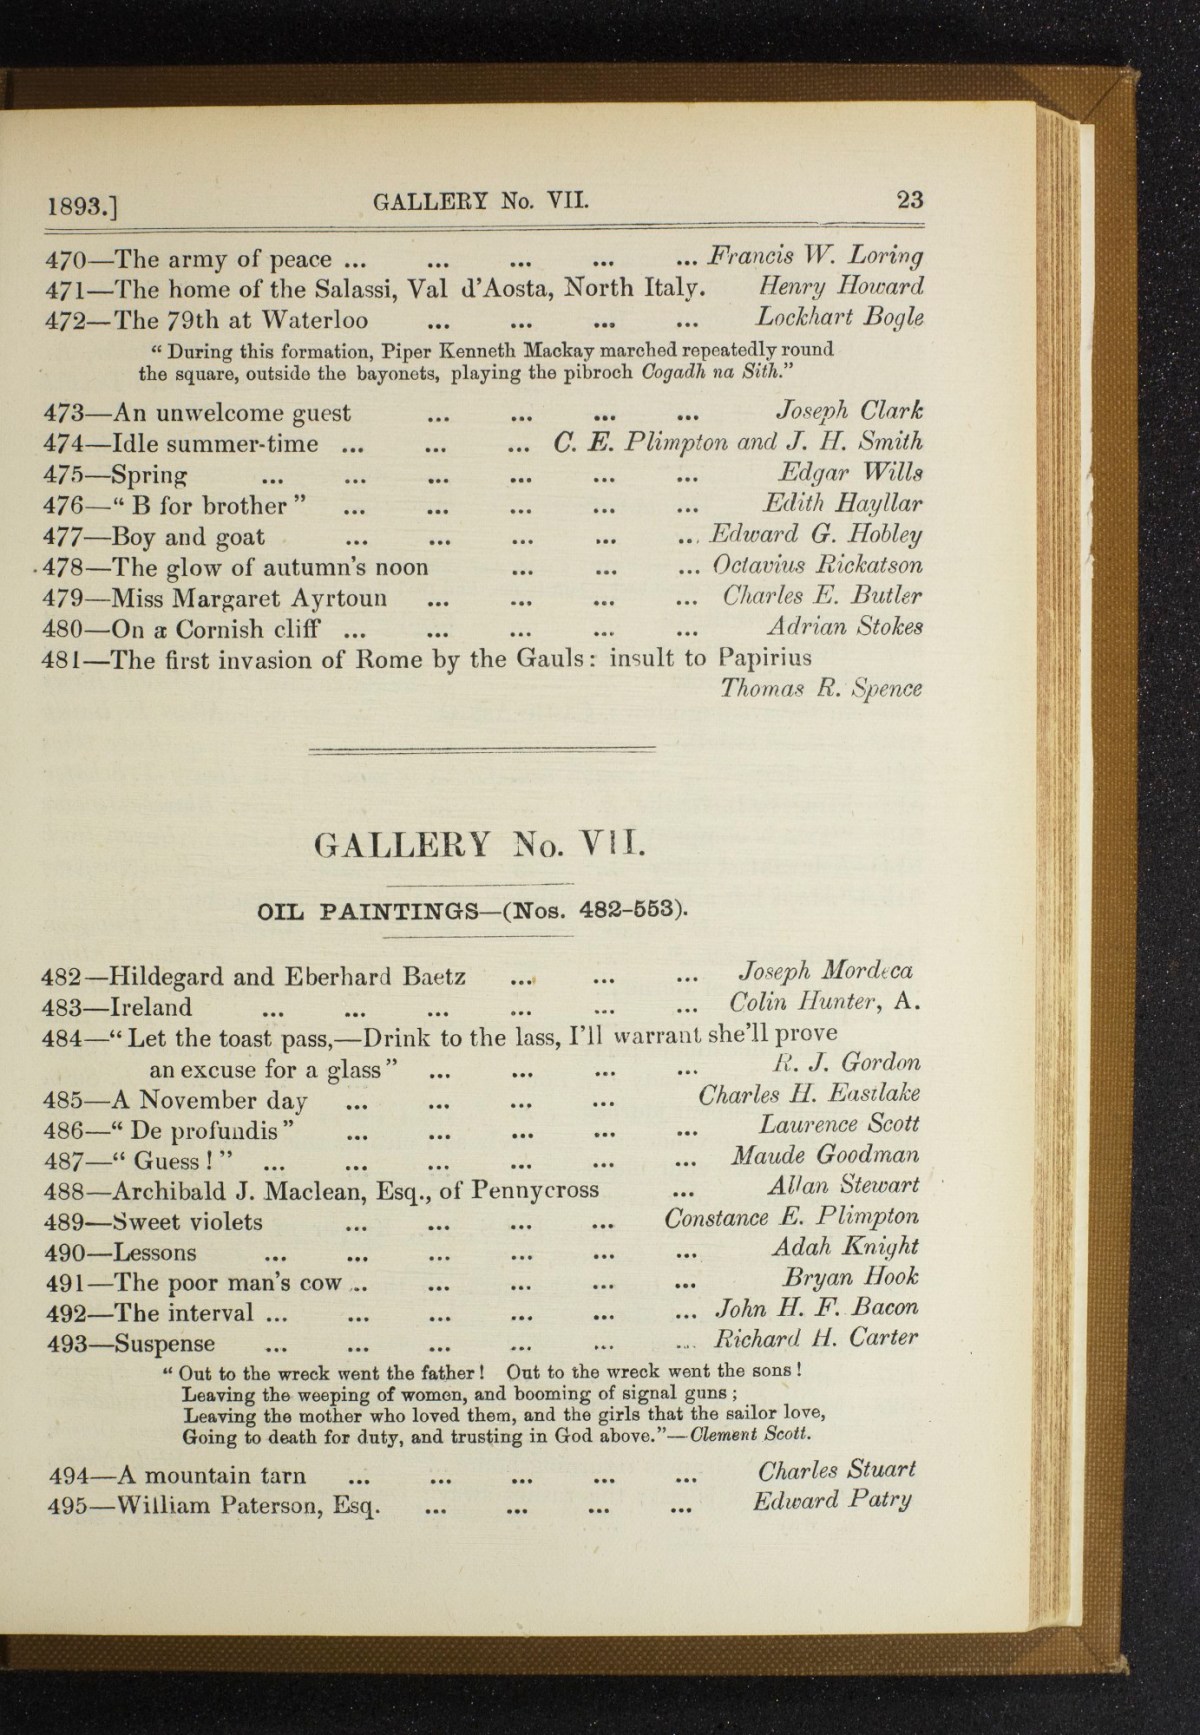 1893.] GALLERY No. VII. 23
470—The army of peace ... ... ... ... ... Francis W. Loring
471—The home of the Salassi, Val d'Aosta, North Italy. Henry Howard
472—The 79th at Waterloo ... ... ... ... Lockhart Bogle
“ During this formation, Piper Kenneth Mackay marched repeatedly round
the square, outside the bayonets, playing the pibroch Cogadh na Sith.”
473—An unwelcome guest ... ... ... ... Joseph Clark
474—Idle summer-time ... ... ... C. E. Plimpton and J. H. Smith
475—Spring ... ... ... ... ... ... Edgar Wills
476—“ B for brother ” ... ... ... ... ... Edith Hayllar
477—Boy and goat ... ... ... ... ... Edward G. Hobley
478—The glow of autumn's noon ... ... ... Octavius Rickatson
479—Miss Margaret Ayrtoun ... ... ... ... Charles E. Butler
480—On a Cornish cliff ... ... ... ... ... Adrian Stokes
481—The first invasion of Rome by the Gauls: insult to Papirius
Thomas R. Spence
GALLERY No. VII.
OIL PAINTINGS—(Nos. 482-553).
482—Hildegard and Eberhard Baetz ... ... ... Joseph Mordeca
483—Ireland ... ... ... ... ... ... Colin Hunter, A.
484—“ Let the toast pass,—Drink to the lass, I'll warrant she'll prove
an excuse for a glass ” ... ... ... ... R. J. Gordon
485—A November day ... ... ... ... Charles H. Eastlake
486—“ De profundis ” ... ... ... ... ... Laurence Scott
487—“ Guess ! ” ... ... ... ... ... ... Maude Goodman
488—Archibald J. Maclean, Esq., of Pennycross ... Allan Stewart
489—Sweet violets ... ... ... ... Constance E. Plimpton
490—Lessons ... ... ... ... ... ... Adah Knight
491—The poor man's cow ... ... ... ... ... Bryan Hook
492—The interval ... ... ... ... ... ... John H. F. Bacon
493—Suspense ... ... ... ... ... ... Richard H. Carter
“ Out to the wreck went the father ! Out to the wreck went the sons !
Leaving the weeping of women, and booming of signal guns ;
Leaving the mother who loved them, and the girls that the sailor love,
Going to death for duty, and trusting in God above.”—Clement Scott.
494—A mountain tarn ... ... ... ... ... Charles Stuart
495—William Paterson, Esq. ... ... ... ... Edward Patry